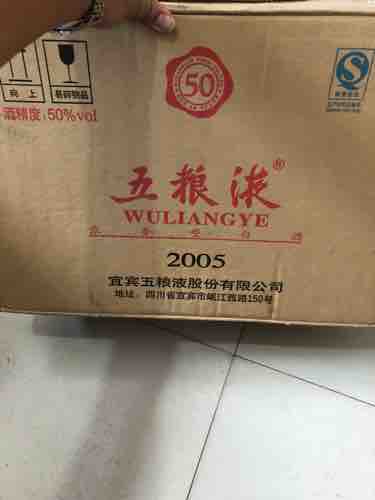 向 上
易碎物品
酒精度:50%vol
50
五粮液®
WULIANGYE
2005
宜宾五粮液股份有限公司
地址: 四川省宜宾市岷江西路150号